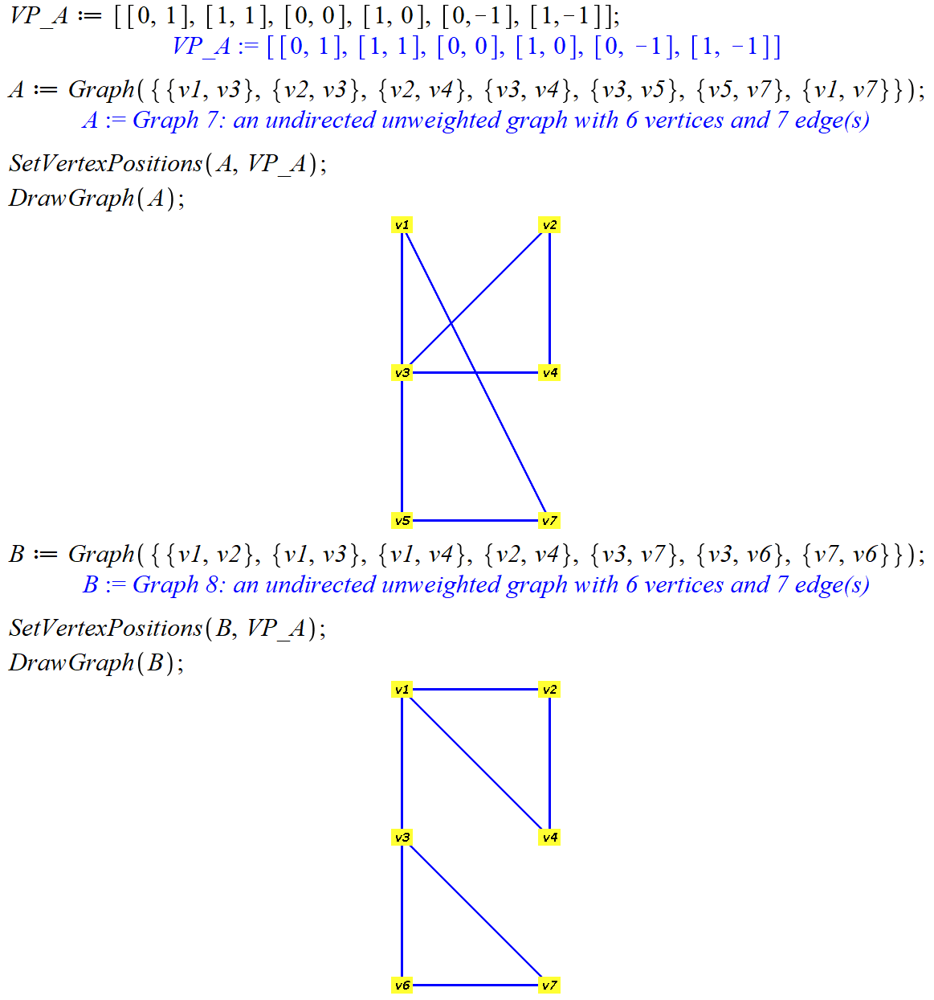 VP_A := [[0, 1], [1, 1], [0, 0], [1, 0], [0,-1], [1,-1]];
VP_A := [[0, 1], [1, 1], [0, 0], [1, 0], [0, -1], [1, -1]]
A := Graph({{v1, v3}, {v2, v3}, {v2, v4}, {v3, v4}, {v3, v5}, {v5, v7}, {v1, v7}});
A := Graph 7: an undirected unweighted graph with 6 vertices and 7 edge(s)
SetVertexPositions(A, VP_A);
DrawGraph(A);
v1 v2
v3 v4
v5 v7
B := Graph({{v1, v2}, {v1, v3}, {v1, v4}, {v2, v4}, {v3, v7}, {v3, v6}, {v7, v6}});
B := Graph 8: an undirected unweighted graph with 6 vertices and 7 edge(s)
SetVertexPositions(B, VP_A);
DrawGraph(B);
v1 v2
v3 v4
v6 v7